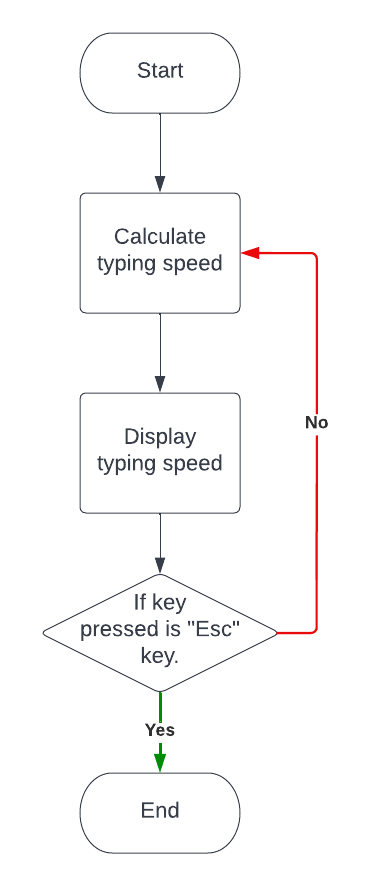 Start
Calculate
typing speed
No
Display
typing speed
If key
pressed is "Esc"
key.
Yes
End